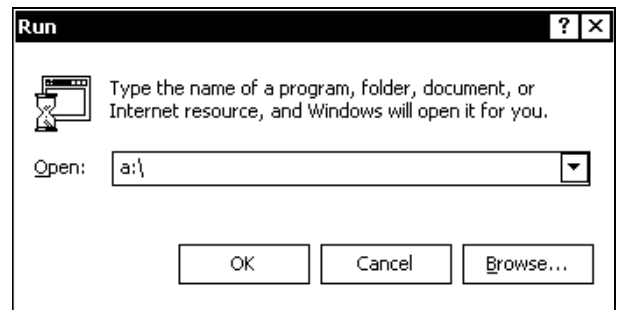 Run ? ×
Type the name of a program, folder, document, or
Internet resource, and Windows will open it for you.
Open: a:\
OK Cancel Browse...